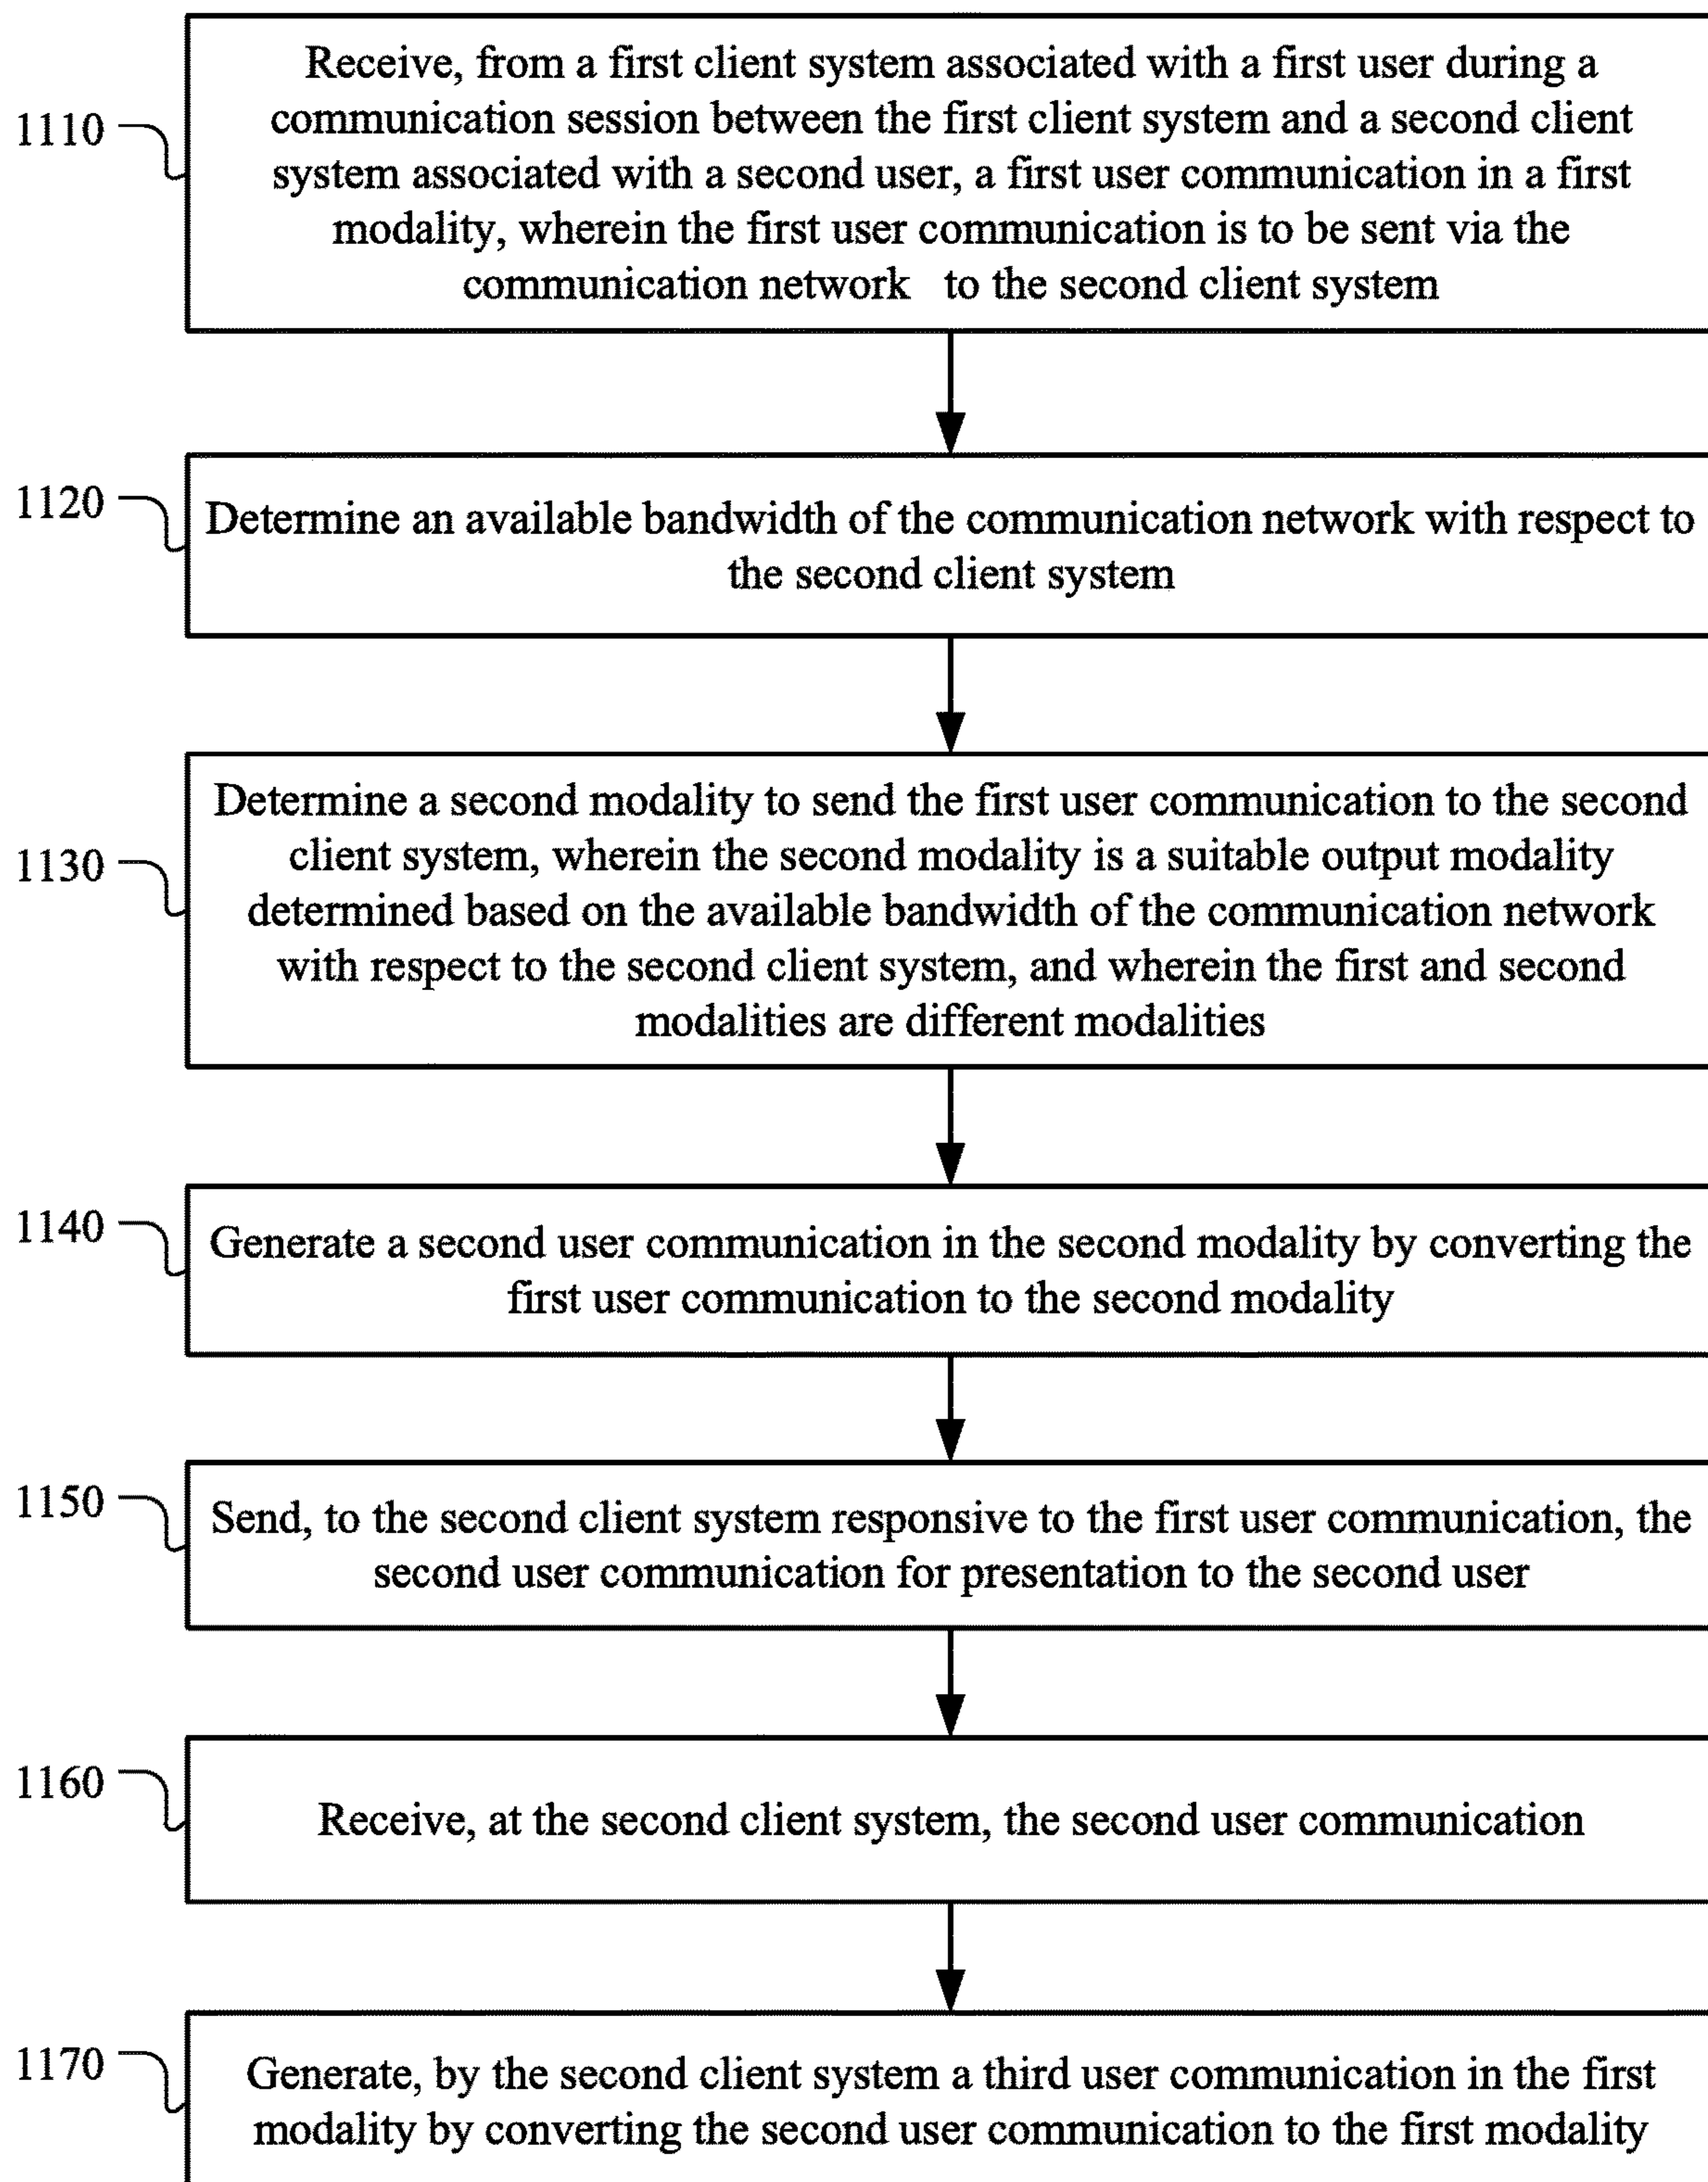 1110
Receive, from a first client system associated with a first user during a
communication session between the first client system and a second client
system associated with a second user, a first user communication in a first
modality, wherein the first user communication is to be sent via the
communication network to the second client system
1120
Determine an available bandwidth of the communication network with respect to
the second client system
1130
Determine a second modality to send the first user communication to the second
client system, wherein the second modality is a suitable output modality
determined based on the available bandwidth of the communication network
with respect to the second client system, and wherein the first and second
modalities are different modalities
1140
Generate a second user communication in the second modality by converting the
first user communication to the second modality
1150
Send, to the second client system responsive to the first user communication, the
second user communication for presentation to the second user
1160
Receive, at the second client system, the second user communication
1170
Generate, by the second client system a third user communication in the first
modality by converting the second user communication to the first modality